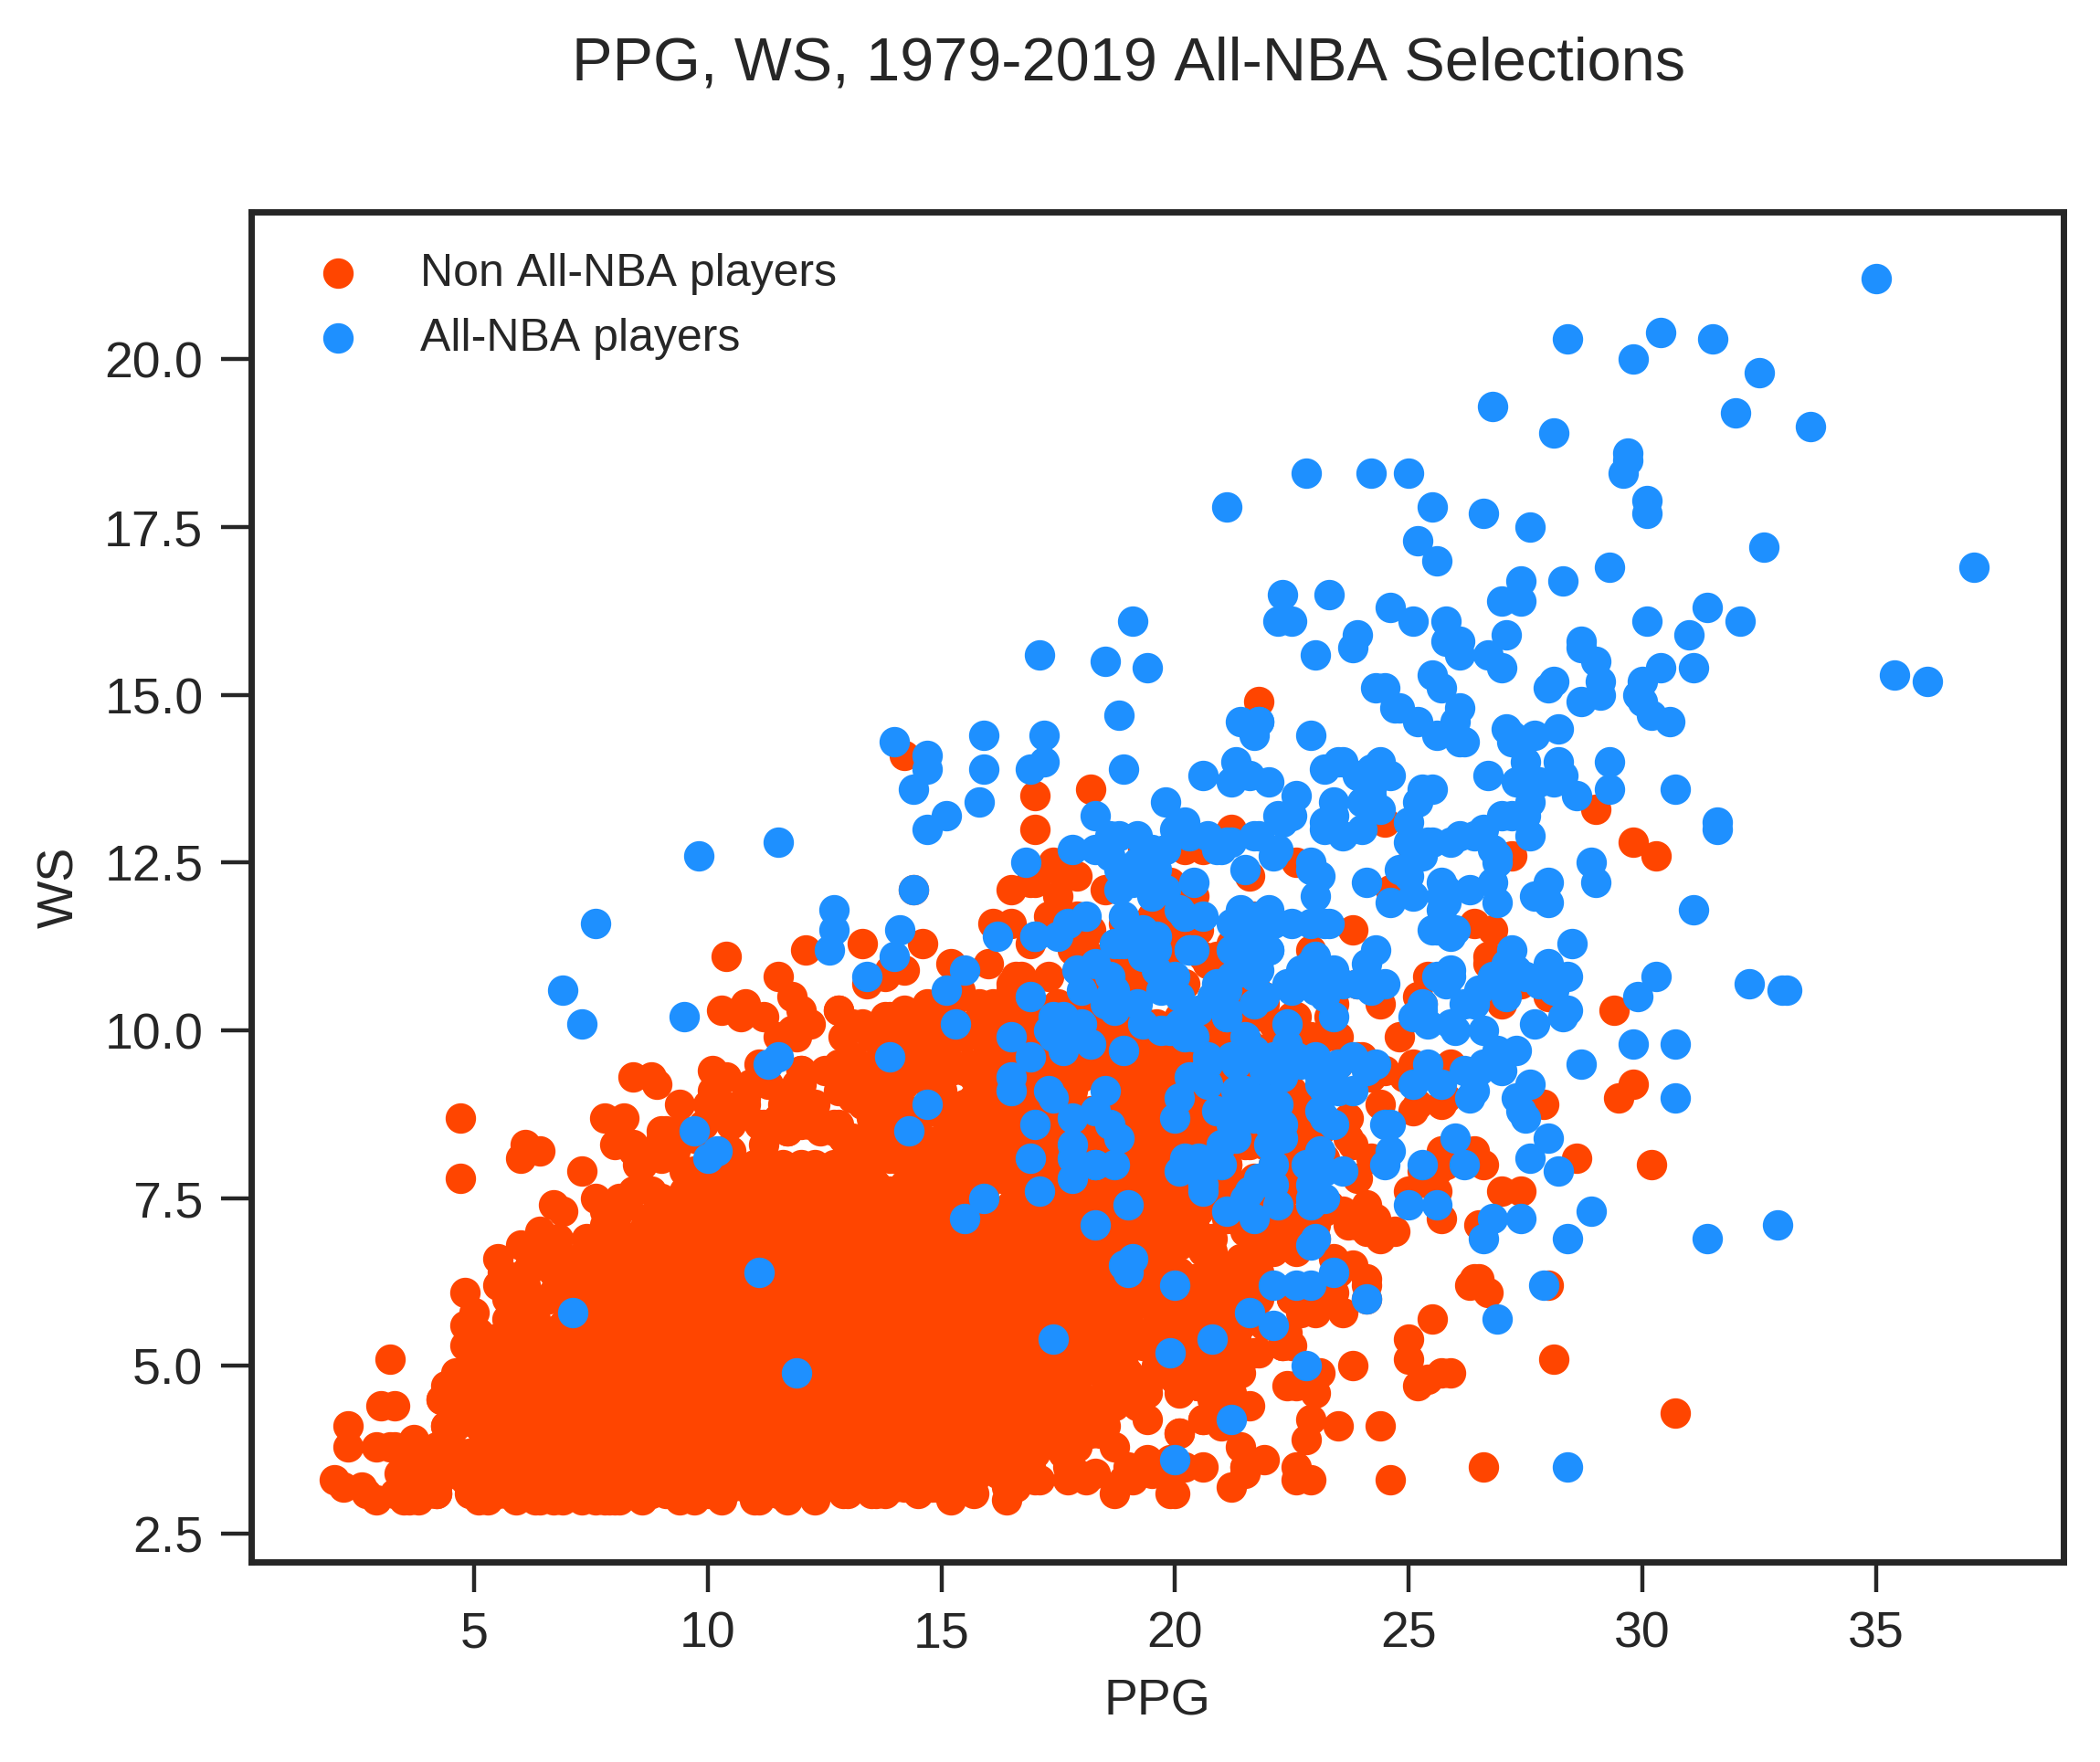 PPG, WS, 1979-2019 All-NBA Selections
Non All-NBA players
All-NBA players
20.0
17.5
15.0
12.5
10.0
7.5
5.0
2.5
WS
5 10 15 20 25 30 35
PPG